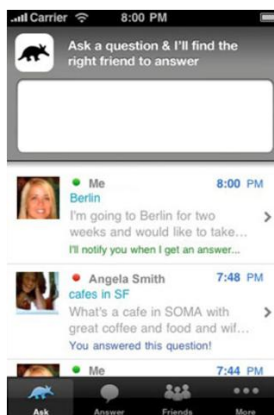 Carrier 8:00 PM
Ask a question & I'll find the
right friend to answer
Me 8:00 PM
Berlin
I'm going to Berlin for two
weeks and would like to take...
I'll notify you when I get an answer...
Angela Smith 7:48 PM
cafes in SF
What's a cafe in SOMA with
great coffee and food and wif...
You answered this question!
Me 7:44 PM
Ask Answer Friends More